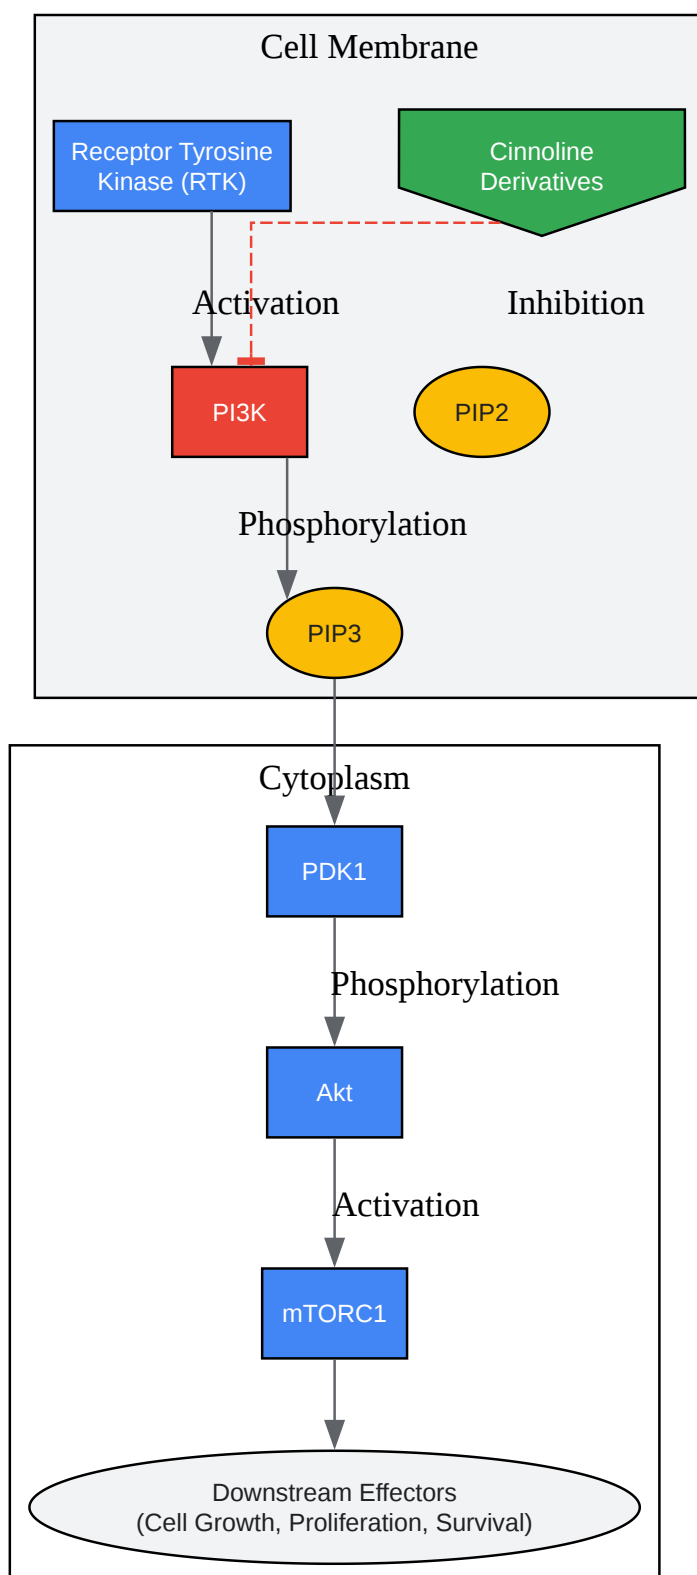 Cell Membrane
Receptor Tyrosine
Kinase (RTK)
Cinnoline
Derivatives
Activation
Inhibition
PI3K
PIP2
Phosphorylation
PIP3
Cytoplasm
PDK1
Phosphorylation
Akt
Activation
mTORC1
Downstream Effectors
(Cell Growth, Proliferation, Survival)